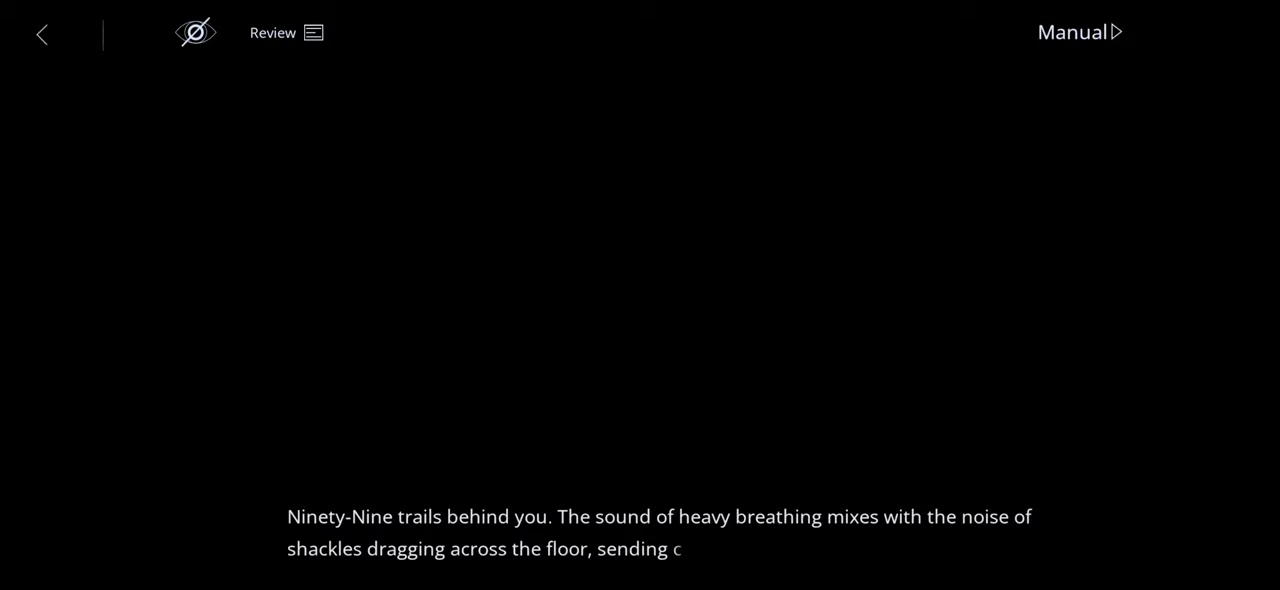 Review
Manual
Ninety-Nine trails behind you. The sound of heavy breathing mixes with the noise of
shackles dragging across the floor, sending c